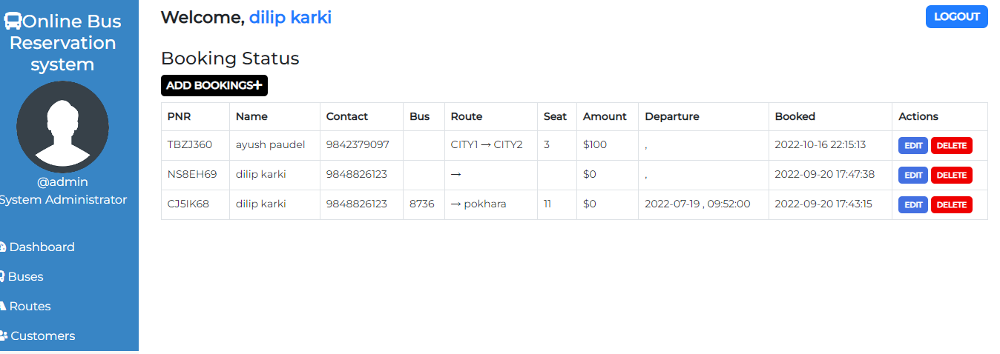 Online Bus
Reservation
system
@admin
System Administrator
Dashboard
Buses
Routes
Customers
Welcome, dilip karki
LOGOUT
Booking Status
ADD BOOKINGS+
PNR Name Contact Bus Route Seat Amount Departure Booked Actions
TBZJ360 ayush paudel 9842379097 CITY1 → CITY2 3 $100 , 2022-10-16 22:15:13 EDIT DELETE
NS8EH69 dilip karki 9848826123 → $0 , 2022-09-20 17:47:38 EDIT DELETE
CJ5IK68 dilip karki 9848826123 8736 → pokhara 11 $0 2022-07-19 , 09:52:00 2022-09-20 17:43:15 EDIT DELETE